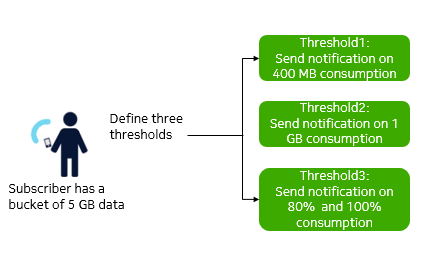 Threshold1:
Send notification on
400 MB consumption
Define three
thresholds
Threshold2:
Send notification on 1
GB consumption
Subscriber has a
bucket of 5 GB data
Threshold3:
Send notification on
80% and 100%
consumption